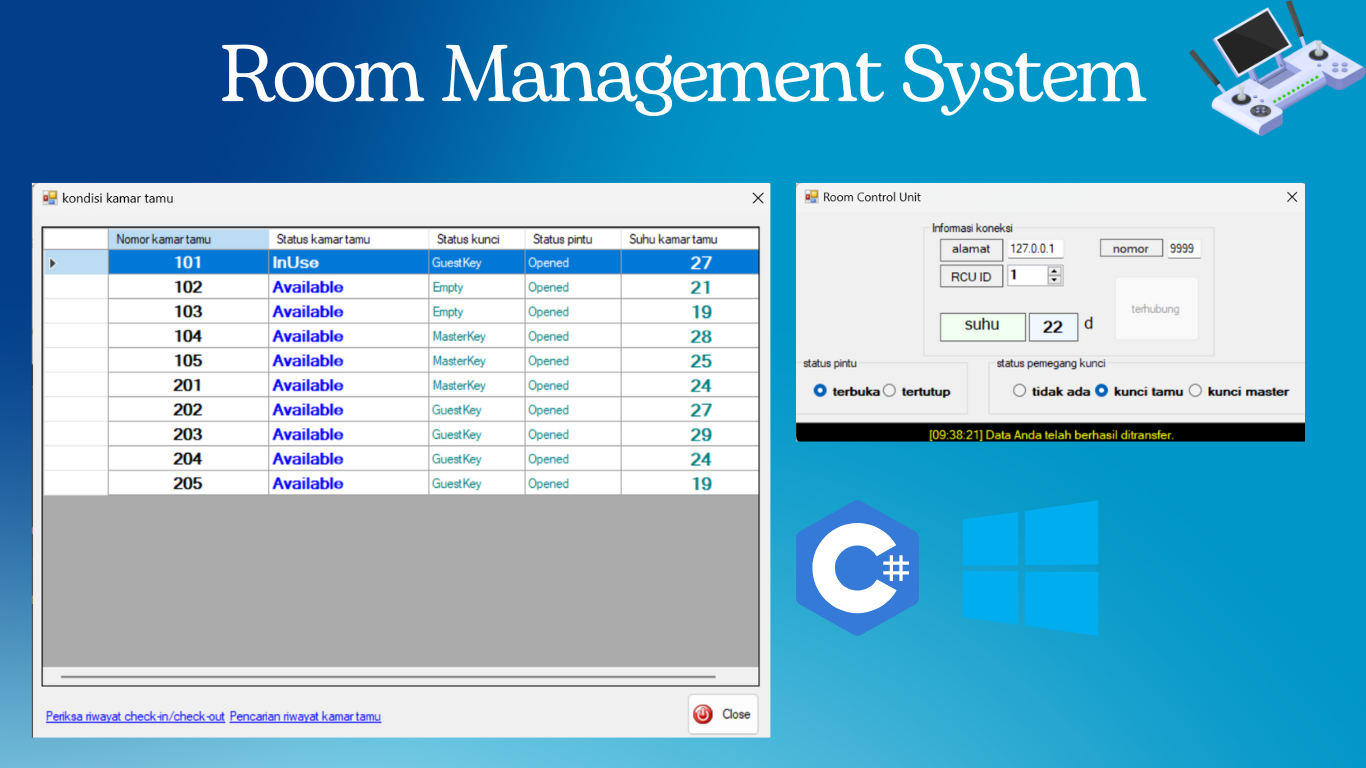 Room Management System
kondisi kamar tamu
Nomor kamar tamu Status kamar tamu Status kunci Status pintu Suhu kamar tamu
101 InUse GuestKey Opened 27
102 Available Empty Opened 21
103 Available Empty Opened 19
104 Available MasterKey Opened 28
105 Available MasterKey Opened 25
201 Available MasterKey Opened 24
202 Available GuestKey Opened 27
203 Available GuestKey Opened 29
204 Available GuestKey Opened 24
205 Available GuestKey Opened 19
Periksa riwayat check-in/check-out Pencarian riwayat kamar tamu
Close
Room Control Unit
Informasi koneksi
alamat 127.0.0.1 nomor 9999
RCU ID 1
terhubung
suhu 22 d
status pintu
terbuka tertutup
status pemegang kunci
tidak ada kunci tamu kunci master
[09:38:21] Data Anda telah berhasil ditransfer.
C#